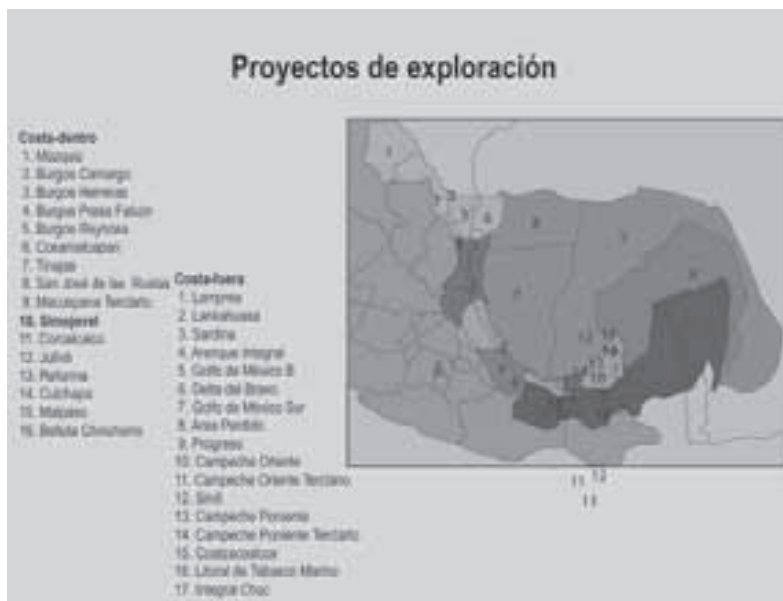 Proyectos de exploración
Costa-dentro
1.
2. Burgos Camargo
3. Burgos Herreras
4. Burgos Presa Falcón
5. Burgos Reynosa
6.
7. Tinajas
8. San José de las Rusias
9. Macuspana Terciario
10. Simojovel
11. Comalcalco
12. Julivá
13. Reforma
14. Cuichapa
15. Malpaso
16. Bellota Chinchorro
Costa-fuera
1. Lamprea
2. Lankahuasa
3. Sardina
4. Arenque Integral
5. Golfo de México B
6. Delta del Bravo
7. Golfo de México Sur
8. Área Perdido
9. Progreso
10. Campeche Oriente
11. Campeche Oriente Terciario
12.
13. Campeche Poniente
14. Campeche Poniente Terciario
15. Coatzacoalcos
16. Litoral de Tabasco Marino
17. Integral Chuc
11 12